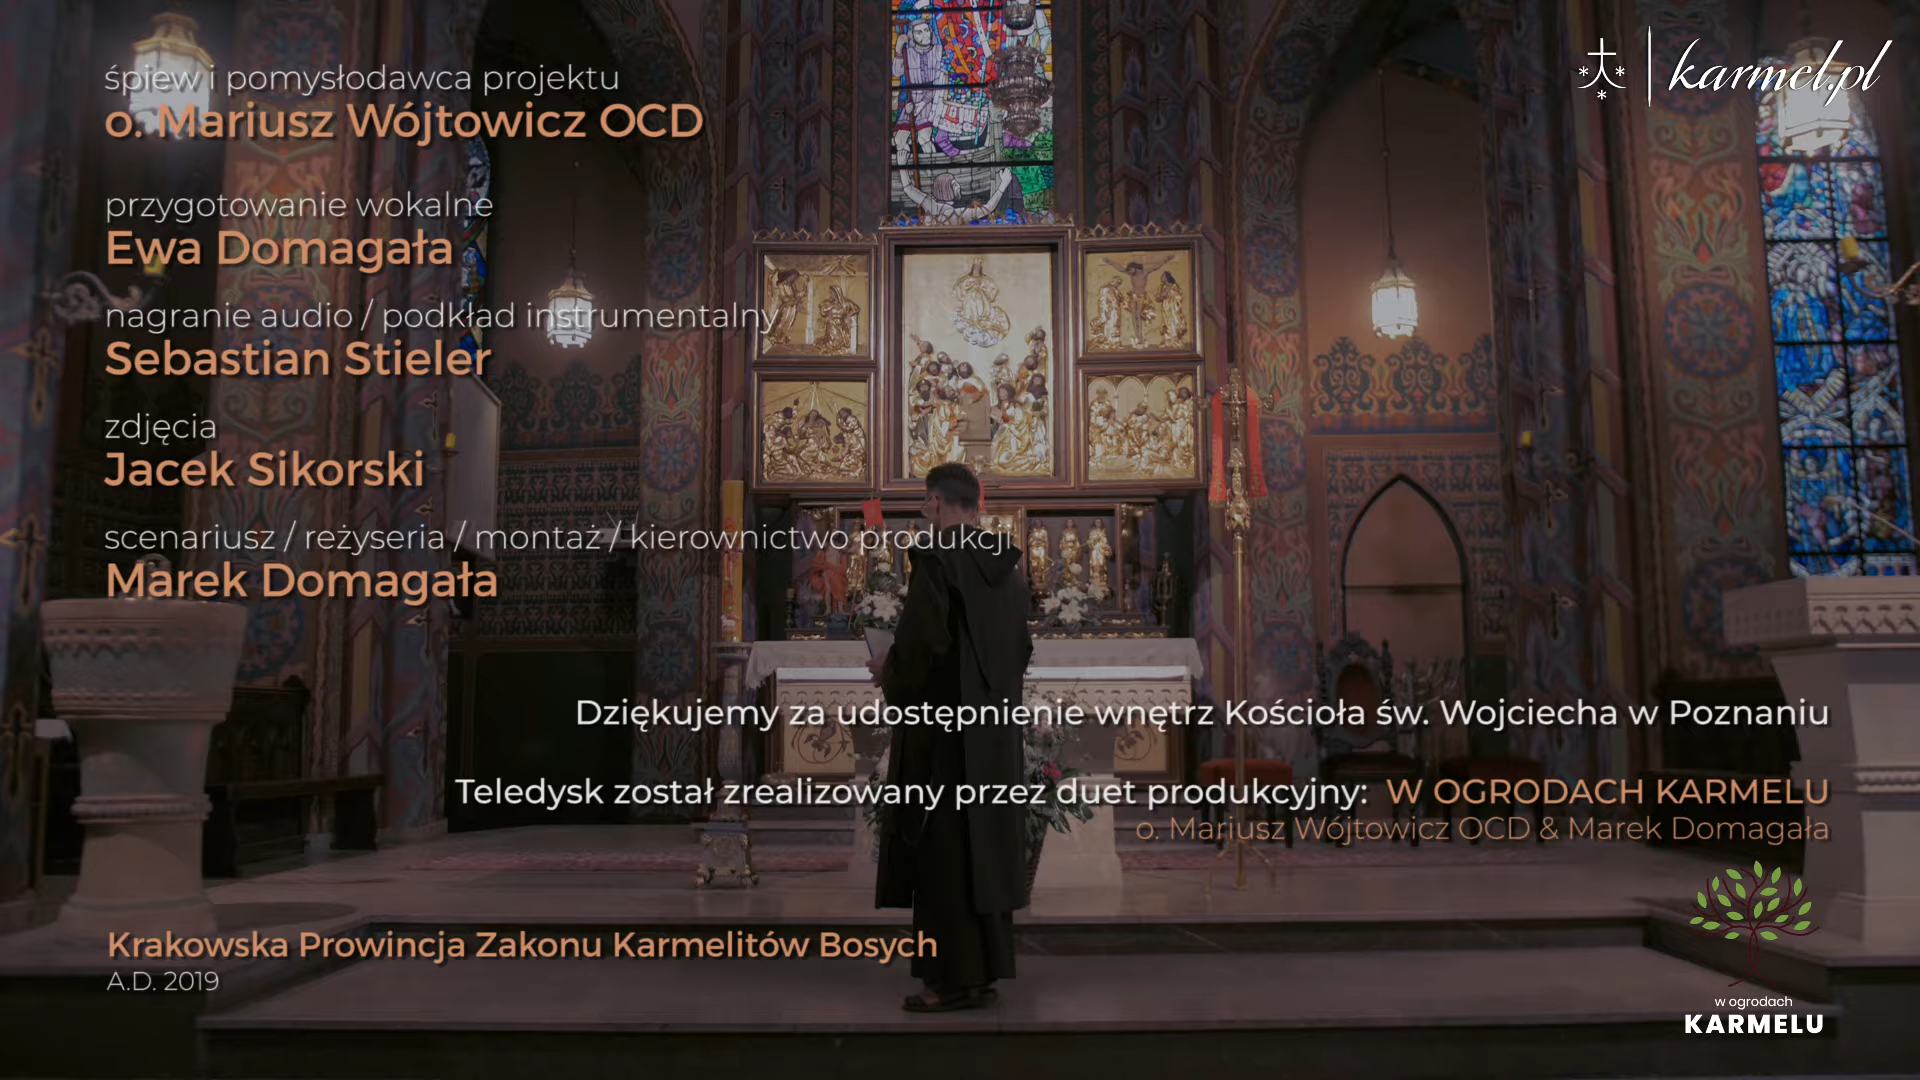 śpiew i pomysłodawca projektu
o. Mariusz Wójtowicz OCD
przygotowanie wokalne
Ewa Domagała
nagranie audio / podkład instrumentalny
Sebastian Stieler
zdjęcia
Jacek Sikorski
scenariusz / reżyseria / montaż / kierownictwo produkcji
Marek Domagała
karmel.pl
Dziękujemy za udostępnienie wnętrz Kościoła św. Wojciecha w Poznaniu
Teledysk został zrealizowany przez duet produkcyjny: W OGRODACH KARMELU
o. Mariusz Wójtowicz OCD & Marek Domagała
Krakowska Prowincja Zakonu Karmelitów Bosych
A.D. 2019
w ogrodach
KARMELU